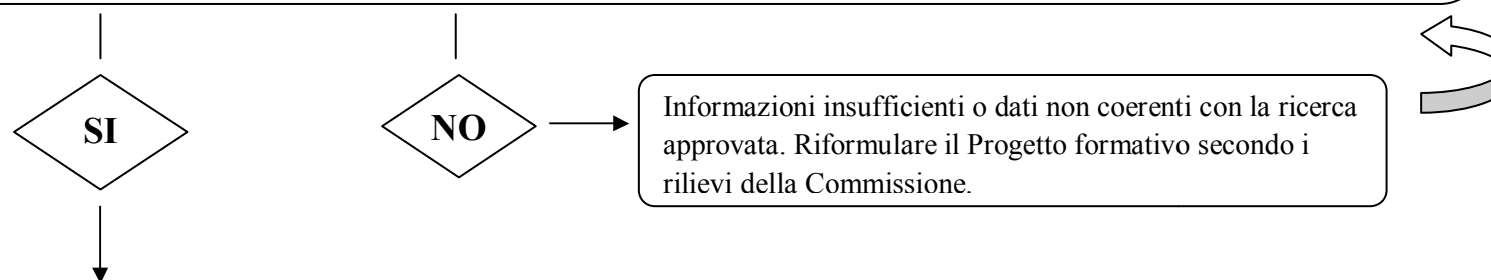 SI
NO
Informazioni insufficienti o dati non coerenti con la ricerca
approvata. Riformulare il Progetto formativo secondo i
rilievi della Commissione.